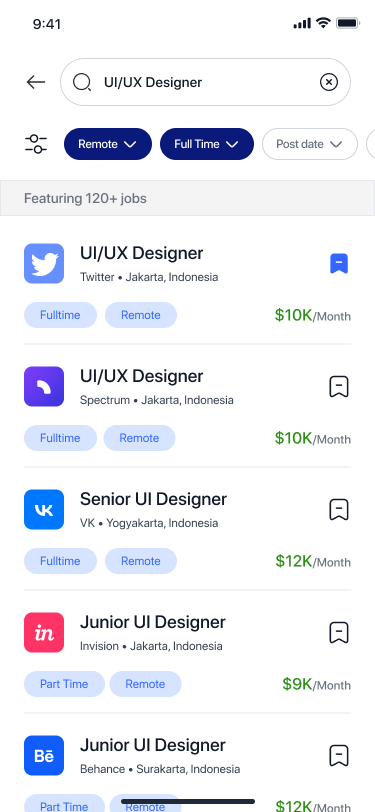 9:41
UI/UX Designer
Remote
Full Time
Post date
Featuring 120+ jobs
UI/UX Designer
Twitter • Jakarta, Indonesia
Fulltime
Remote
$10K/Month
UI/UX Designer
Spectrum • Jakarta, Indonesia
Fulltime
Remote
$10K/Month
VK
Senior UI Designer
VK • Yogyakarta, Indonesia
Fulltime
Remote
$12K/Month
in
Junior UI Designer
Invision • Jakarta, Indonesia
Part Time
Remote
$9K/Month
Bē
Junior UI Designer
Behance • Surakarta, Indonesia
Part Time
Remote
$12K/Month